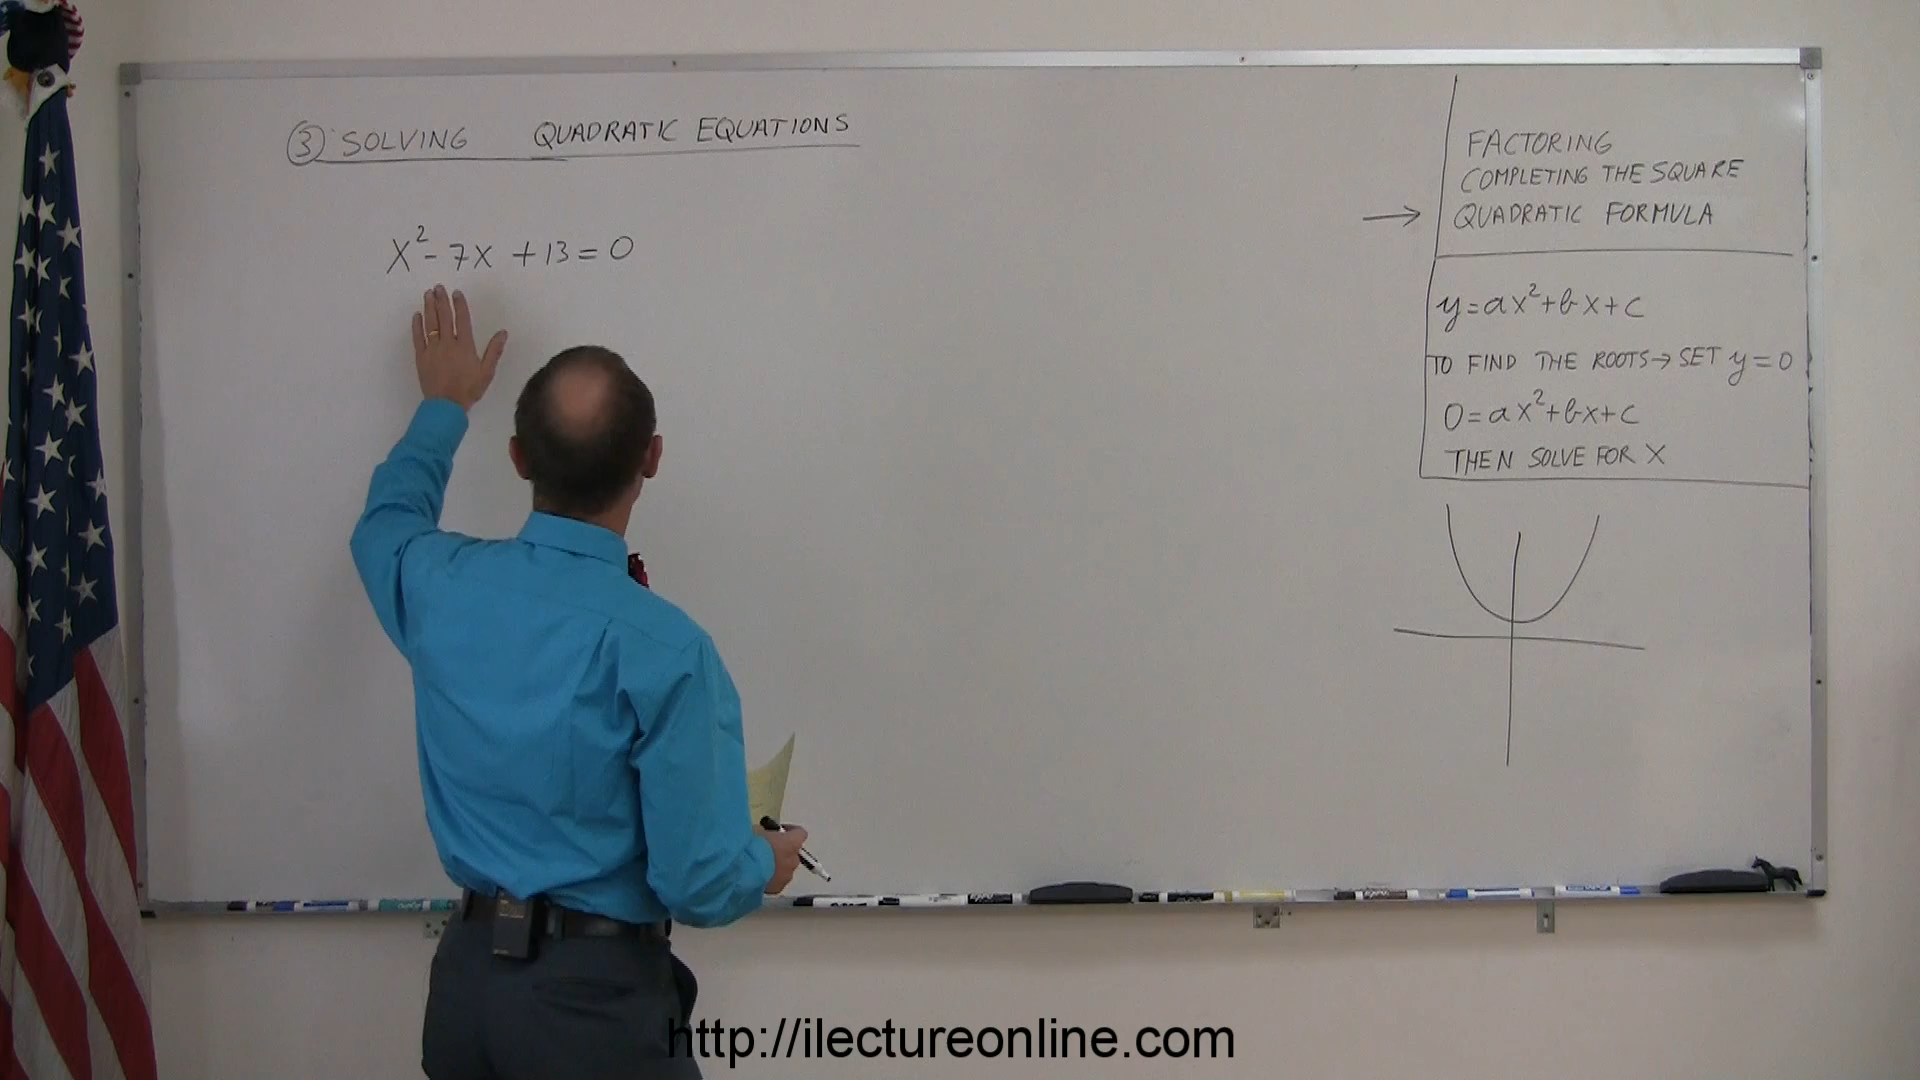 ③ SOLVING QUADRATIC EQUATIONS
x² - 7x + 13 = 0
FACTORING
COMPLETING THE SQUARE
→ QUADRATIC FORMULA
y = ax² + bx + c
TO FIND THE ROOTS → SET y = 0
0 = ax² + bx + c
THEN SOLVE FOR X
http://ilectureonline.com